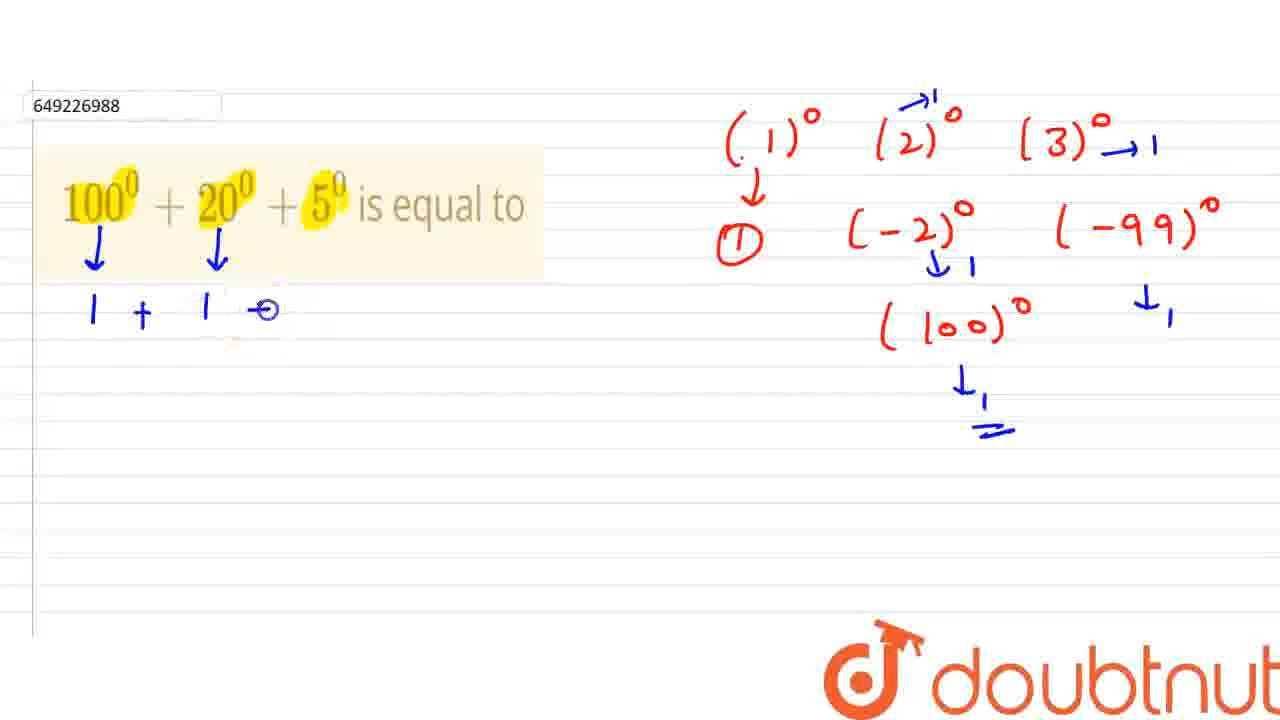 649226988
100⁰ + 20⁰ + 5⁰ is equal to
1 + 1
(1)⁰ (2)⁰ → 1 (3)⁰ → 1
1 (-2)⁰ (-99)⁰
↓ 1 ↓ 1
(100)⁰
↓ 1
doubtnut